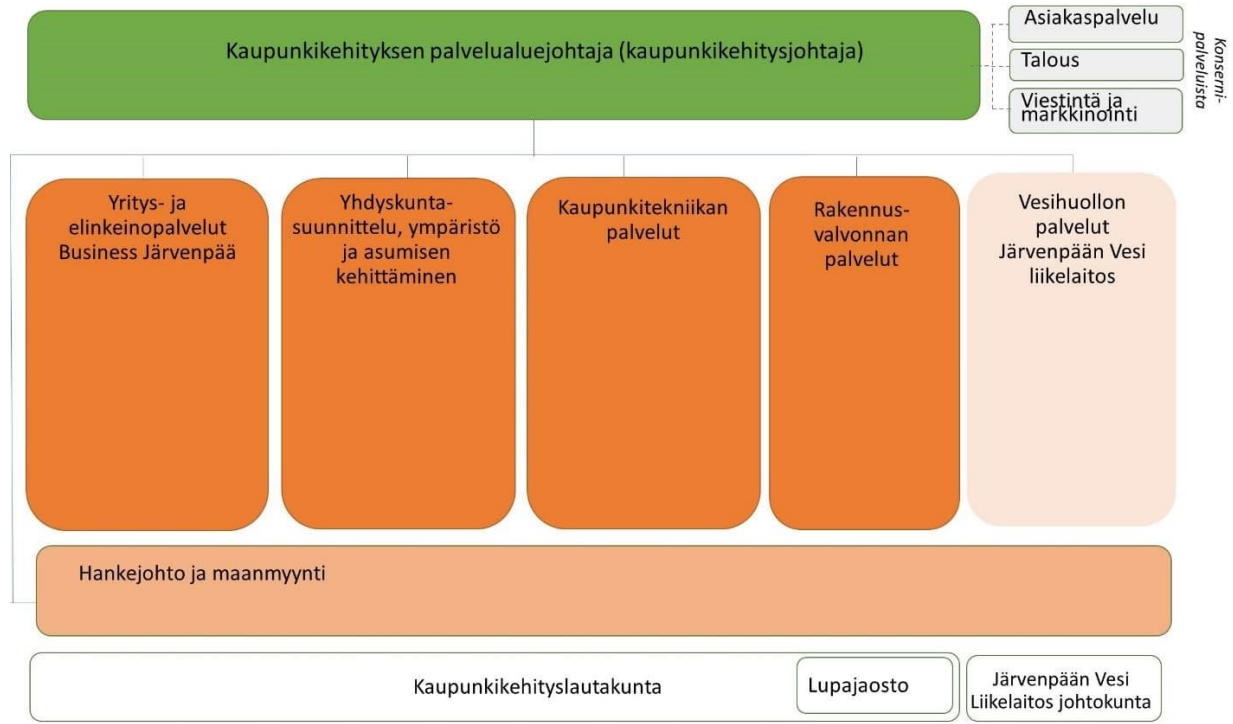 Kaupunkikehityksen palvelualuejohtaja (kaupunkikehitysjohtaja)
Asiakaspalvelu
Talous
Viestintä ja
markkinointi
Konserni-
palveluista
Yritys- ja
elinkeinopalvelut
Business Järvenpää
Yhdyskunta-
suunnittelu, ympäristö
ja asumisen
kehittäminen
Kaupunkitekniikan
palvelut
Rakennus-
valvonnan
palvelut
Vesihuollon
palvelut
Järvenpään Vesi
liikelaitos
Hankejohto ja maanmyynti
Kaupunkikehityslautakunta
Lupajaosto
Järvenpään Vesi
Liikelaitos johtokunta